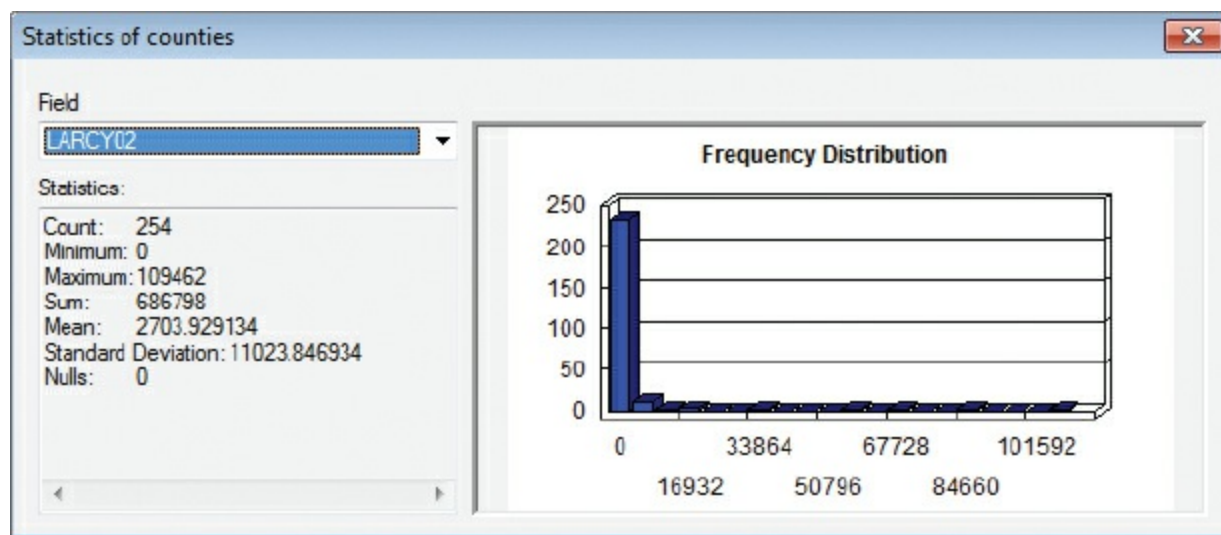 Statistics of counties
Field
LARCY02
Statistics:
Count: 254
Minimum: 0
Maximum: 109462
Sum: 686798
Mean: 2703.929134
Standard Deviation: 11023.846934
Nulls: 0
Frequency Distribution
250
200
150
100
50
0
0 33864 67728 101592
16932 50796 84660